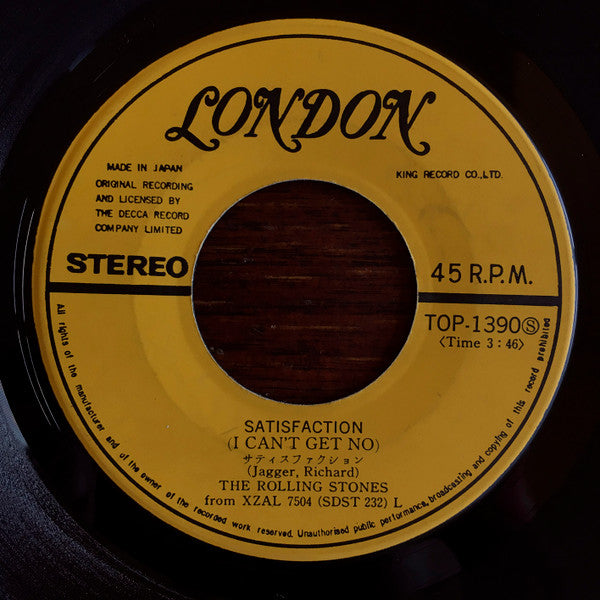 LONDON
MADE IN JAPAN
ORIGINAL RECORDING
AND LICENSED BY
THE DECCA RECORD
COMPANY LIMITED
KING RECORD CO.,LTD.
STEREO
45 R.P.M.
TOP-1390Ⓢ
〈Time 3 : 46〉
SATISFACTION
(I CAN'T GET NO)
サティスファクション
(Jagger, Richard)
THE ROLLING STONES
from XZAL 7504 (SDST 232) L
All rights of the manufacturer and of the owner of the recorded work reserved. Unauthorised public performance, broadcasting and copying of this record prohibited